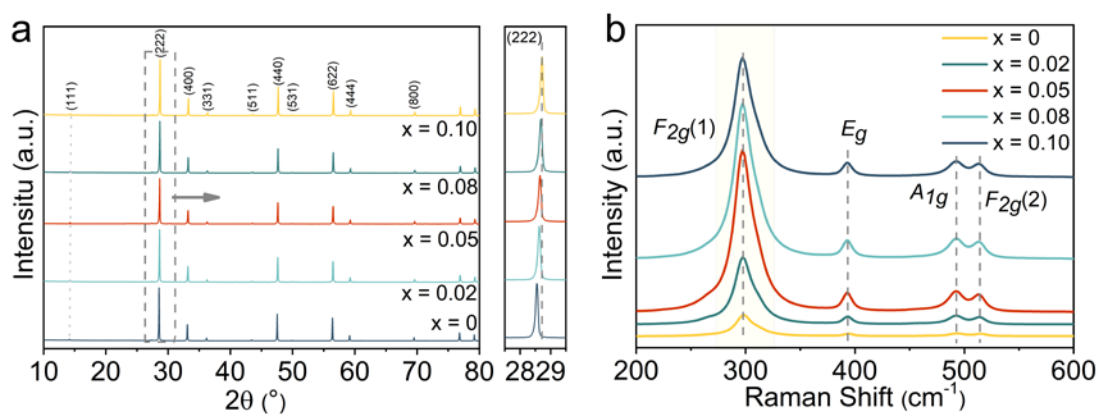 a
Intensitu (a.u.)
(111)
(222)
(400)
(331)
(511)
(440)
(531)
(622)
(444)
(800)
x = 0.10
x = 0.08
x = 0.05
x = 0.02
x = 0
10 20 30 40 50 60 70 80
2θ (°)
(222)
28 29
b
Intensity (a.u.)
F2g(1)
Eg
A1g
F2g(2)
x = 0
x = 0.02
x = 0.05
x = 0.08
x = 0.10
200 300 400 500 600
Raman Shift (cm⁻¹)